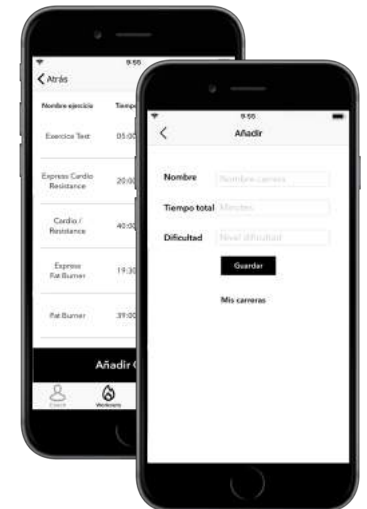 9:55
Atrás
Nombre ejercicio Tiempo
Exercice Test 05:00
Express Cardio
Resistance
20:00
Cardio /
Resistance
40:00
Express
Fat Burner
19:30
Fat Burner 39:00
Añadir
Workouts
9:55
Añadir
Nombre Nombre carrera
Tiempo total Minutos
Dificultad Nivel dificultad
Guardar
Mis carreras